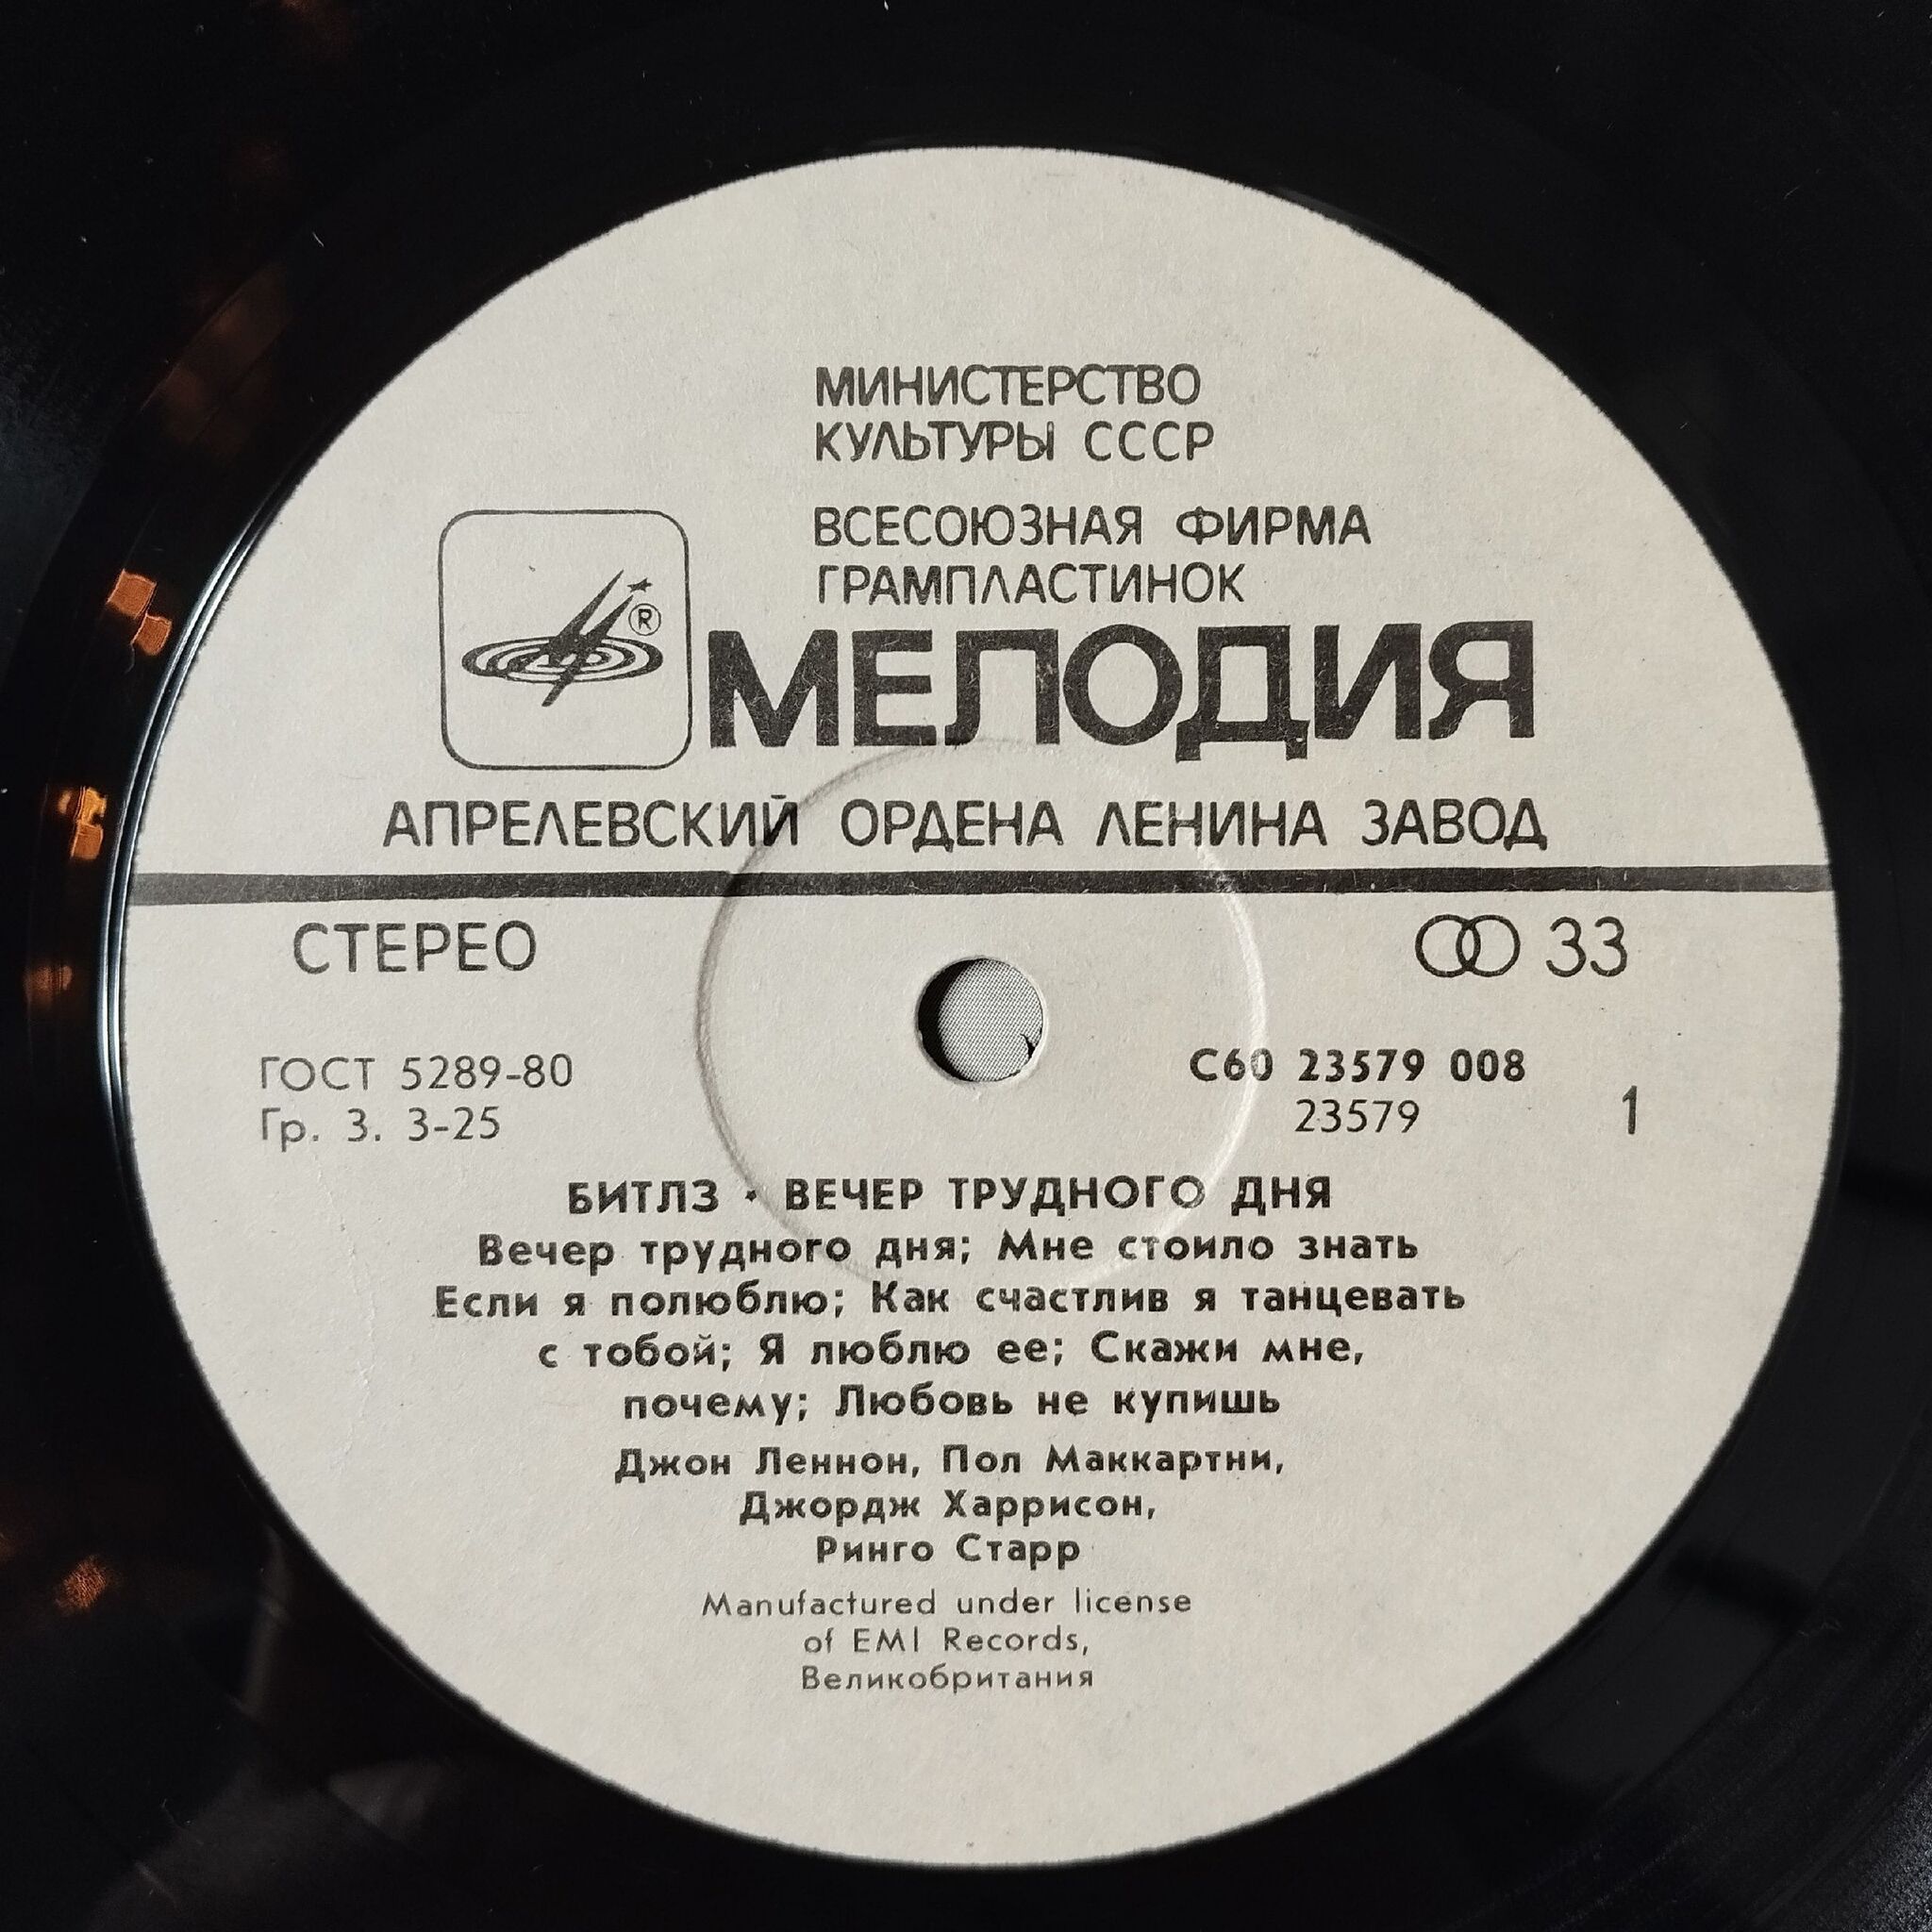 МИНИСТЕРСТВО
КУЛЬТУРЫ СССР
ВСЕСОЮЗНАЯ ФИРМА
ГРАМПЛАСТИНОК
®
МЕЛОДИЯ
АПРЕЛЕВСКИЙ ОРДЕНА ЛЕНИНА ЗАВОД
СТЕРЕО
33
ГОСТ 5289-80
Гр. 3. 3-25
С60 23579 008
23579
1
БИТЛЗ · ВЕЧЕР ТРУДНОГО ДНЯ
Вечер трудного дня; Мне стоило знать
Если я полюблю; Как счастлив я танцевать
с тобой; Я люблю ее; Скажи мне,
почему; Любовь не купишь
Джон Леннон, Пол Маккартни,
Джордж Харрисон,
Ринго Старр
Manufactured under license
of EMI Records,
Великобритания